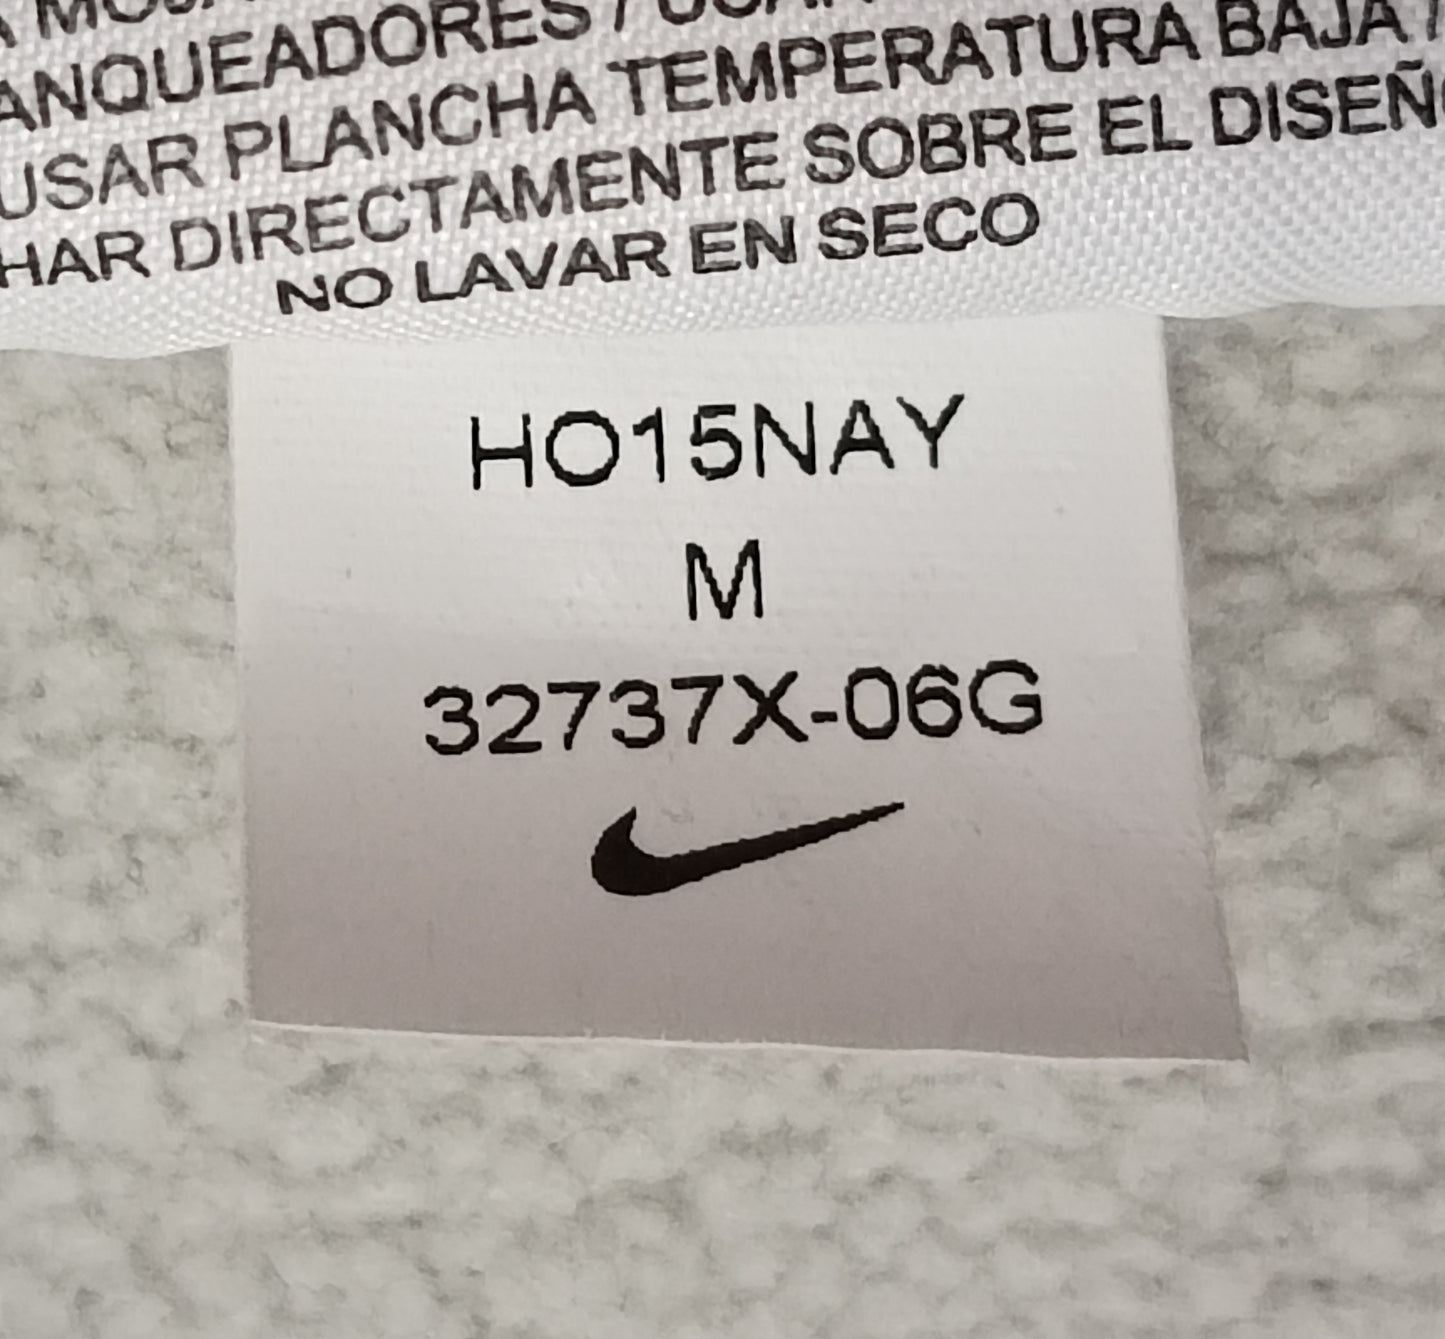 ANQUEADORES /
USAR PLANCHA TEMPERATURA BAJA /
HAR DIRECTAMENTE SOBRE EL DISEÑ
NO LAVAR EN SECO
HO15NAY
M
32737X-06G